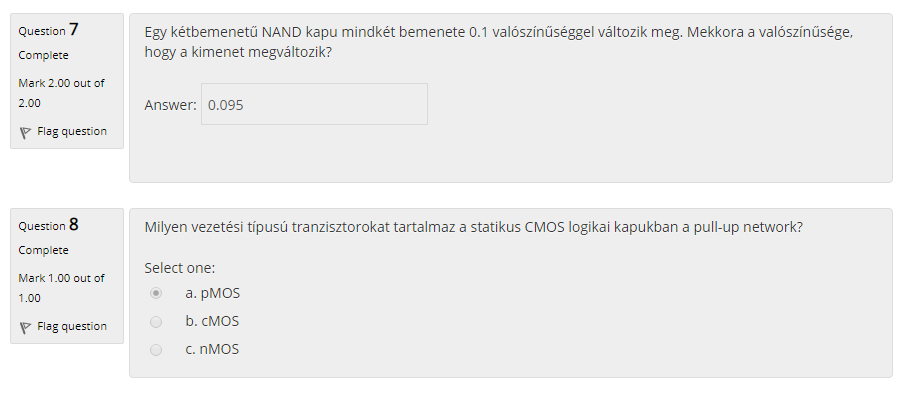 Question 7
Complete
Mark 2.00 out of
2.00
Flag question
Egy kétbemenetű NAND kapu mindkét bemenete 0.1 valószínűséggel változik meg. Mekkora a valószínűsége,
hogy a kimenet megváltozik?
Answer: 0.095
Question 8
Complete
Mark 1.00 out of
1.00
Flag question
Milyen vezetési típusú tranzisztorokat tartalmaz a statikus CMOS logikai kapukban a pull-up network?
Select one:
a. pMOS
b. cMOS
c. nMOS